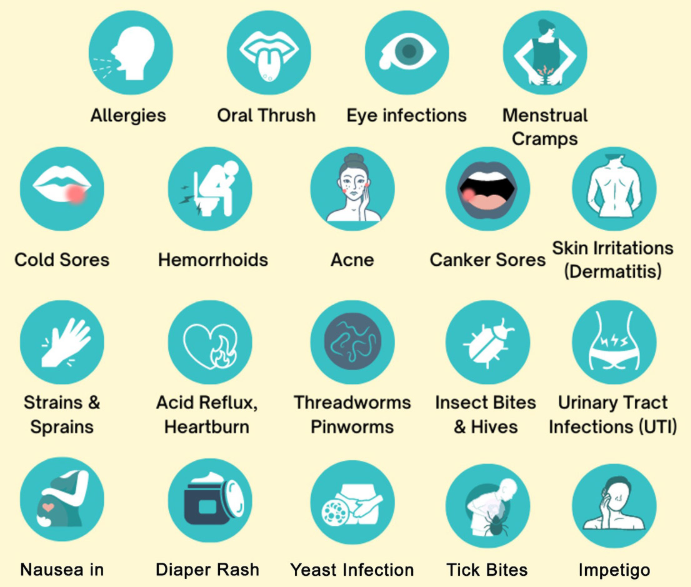 Allergies
Oral Thrush
Eye infections
Menstrual
Cramps
Cold Sores
Hemorrhoids
Acne
Canker Sores
Skin Irritations
(Dermatitis)
Strains &
Sprains
Acid Reflux,
Heartburn
Threadworms
Pinworms
Insect Bites
& Hives
Urinary Tract
Infections (UTI)
Nausea in
Diaper Rash
Yeast Infection
Tick Bites
Impetigo